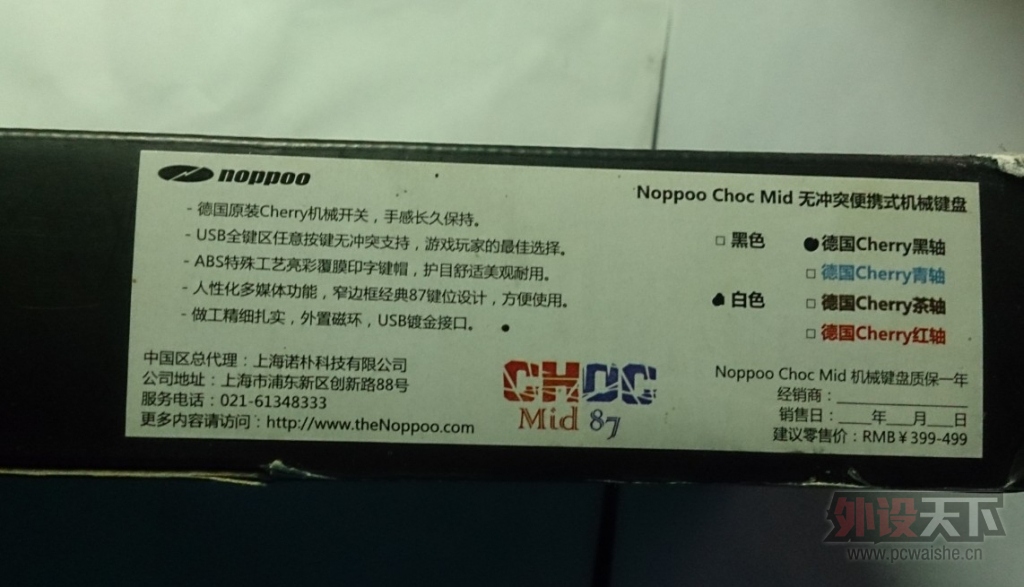 noppoo
- 德国原装Cherry机械开关，手感长久保持。
- USB全键区任意按键无冲突支持，游戏玩家的最佳选择。
- ABS特殊工艺亮彩覆膜印字键帽，护目舒适美观耐用。
- 人性化多媒体功能，窄边框经典87键位设计，方便使用。
- 做工精细扎实，外置磁环，USB镀金接口。
中国区总代理：上海诺朴科技有限公司
公司地址：上海市浦东新区创新路88号
服务电话：021-61348333
更多内容请访问：http://www.theNoppoo.com
CHOC
Mid 87
Noppoo Choc Mid 无冲突便携式机械键盘
□ 黑色
● 白色
●德国Cherry黑轴
□ 德国Cherry青轴
□ 德国Cherry茶轴
□ 德国Cherry红轴
Noppoo Choc Mid 机械键盘质保一年
经销商：____________
销售日：____年___月___日
建议零售价：RMB￥399-499
外设天下
www.pcwaishe.cn